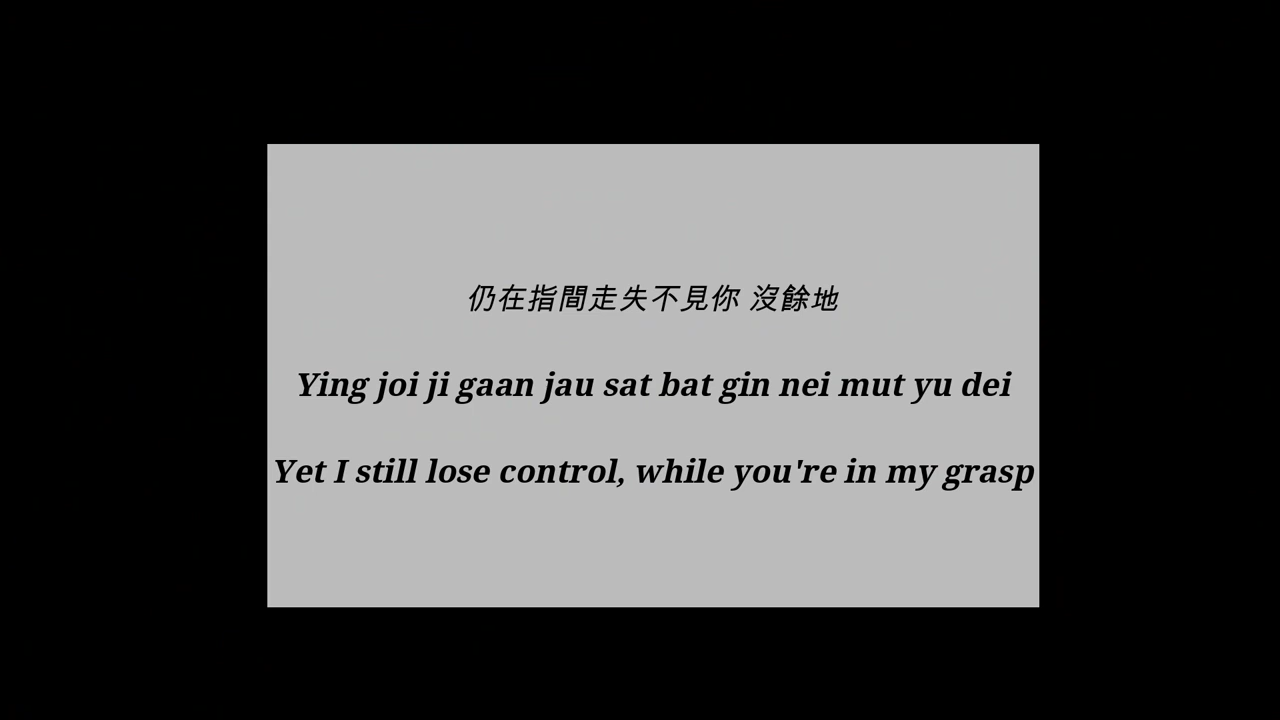 仍在指間走失不見你 沒餘地
Ying joi ji gaan jau sat bat gin nei mut yu dei
Yet I still lose control, while you're in my grasp